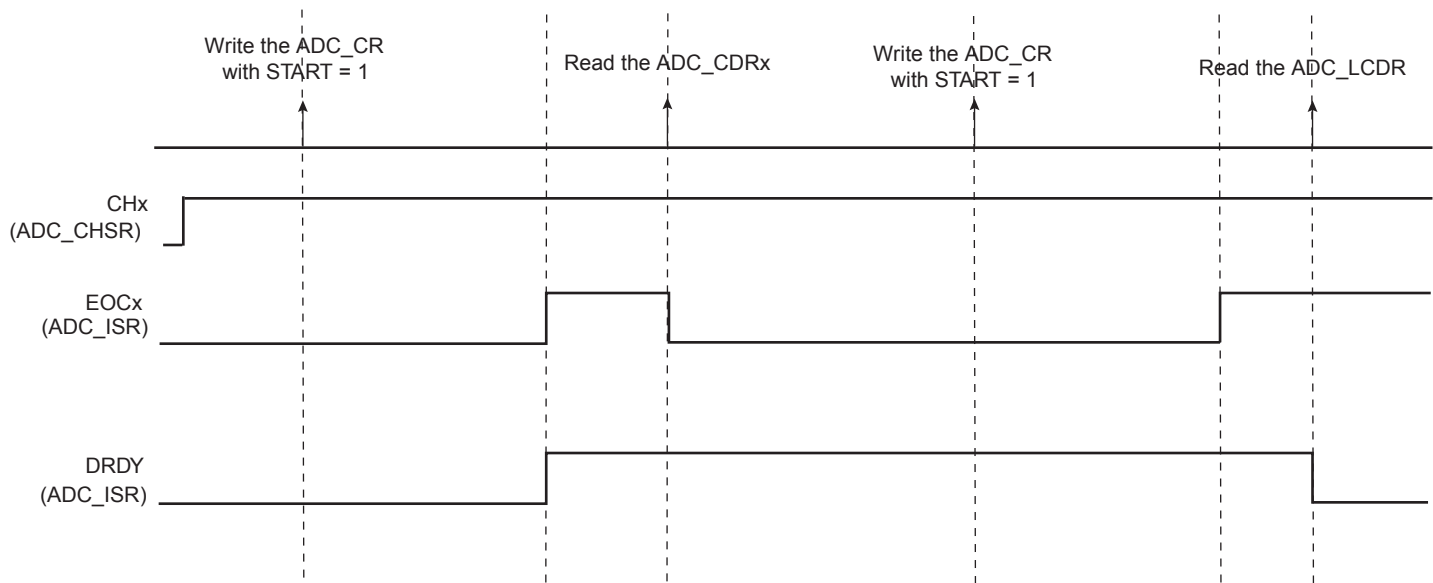 Write the ADC_CR
with START = 1
Read the ADC_CDRx
Write the ADC_CR
with START = 1
Read the ADC_LCDR
CHx
(ADC_CHSR)
EOCx
(ADC_ISR)
DRDY
(ADC_ISR)